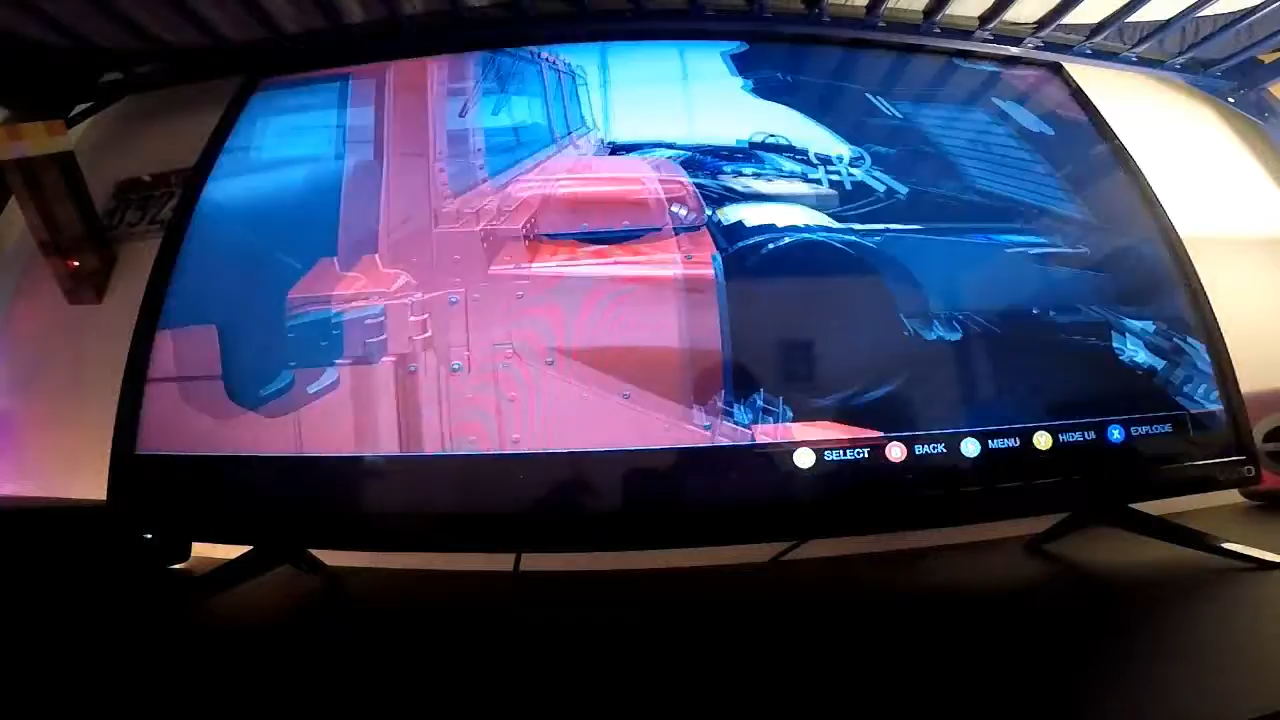 SELECT
B BACK
MENU
Y HIDE UI
X EXPLODE